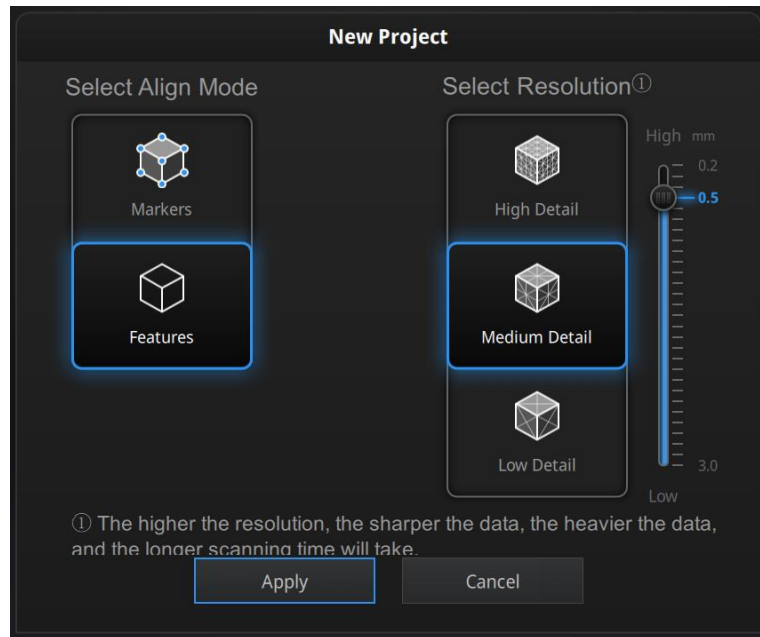 New Project
Select Align Mode
Select Resolution①
Markers
Features
High Detail
Medium Detail
Low Detail
High mm
0.2
0.5
3.0
Low
① The higher the resolution, the sharper the data, the heavier the data,
and the longer scanning time will take.
Apply
Cancel